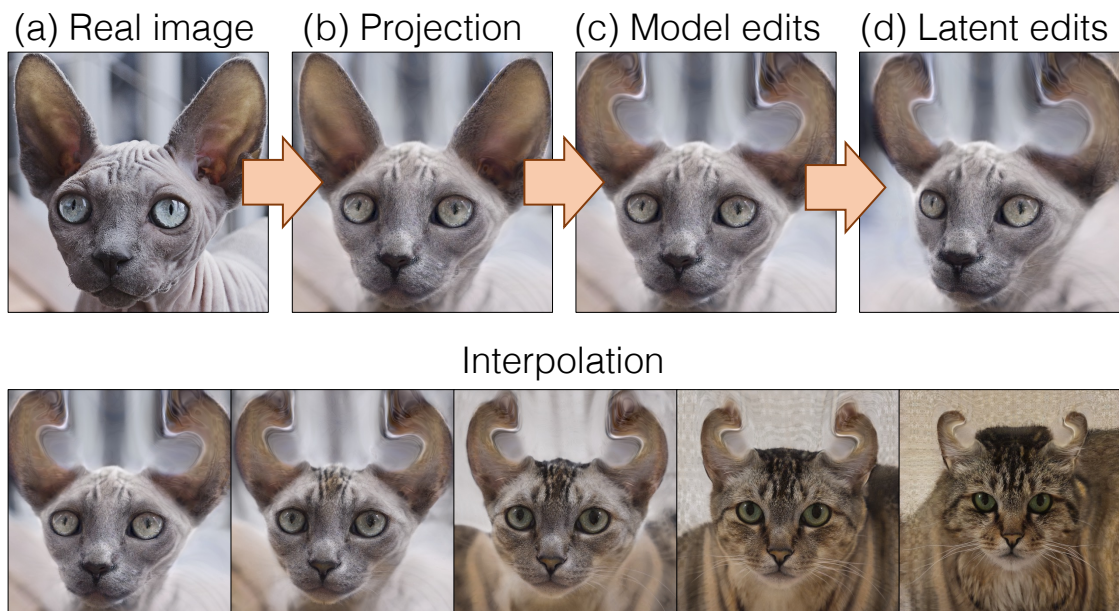 (a) Real image (b) Projection (c) Model edits (d) Latent edits
Interpolation